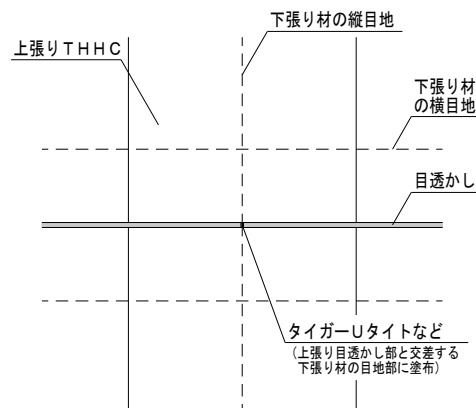 下張り材の縦目地
上張りTHHC
下張り材
の横目地
目透かし
タイガーUタイトなど
(上張り目透かし部と交差する
下張り材の目地部に塗布)